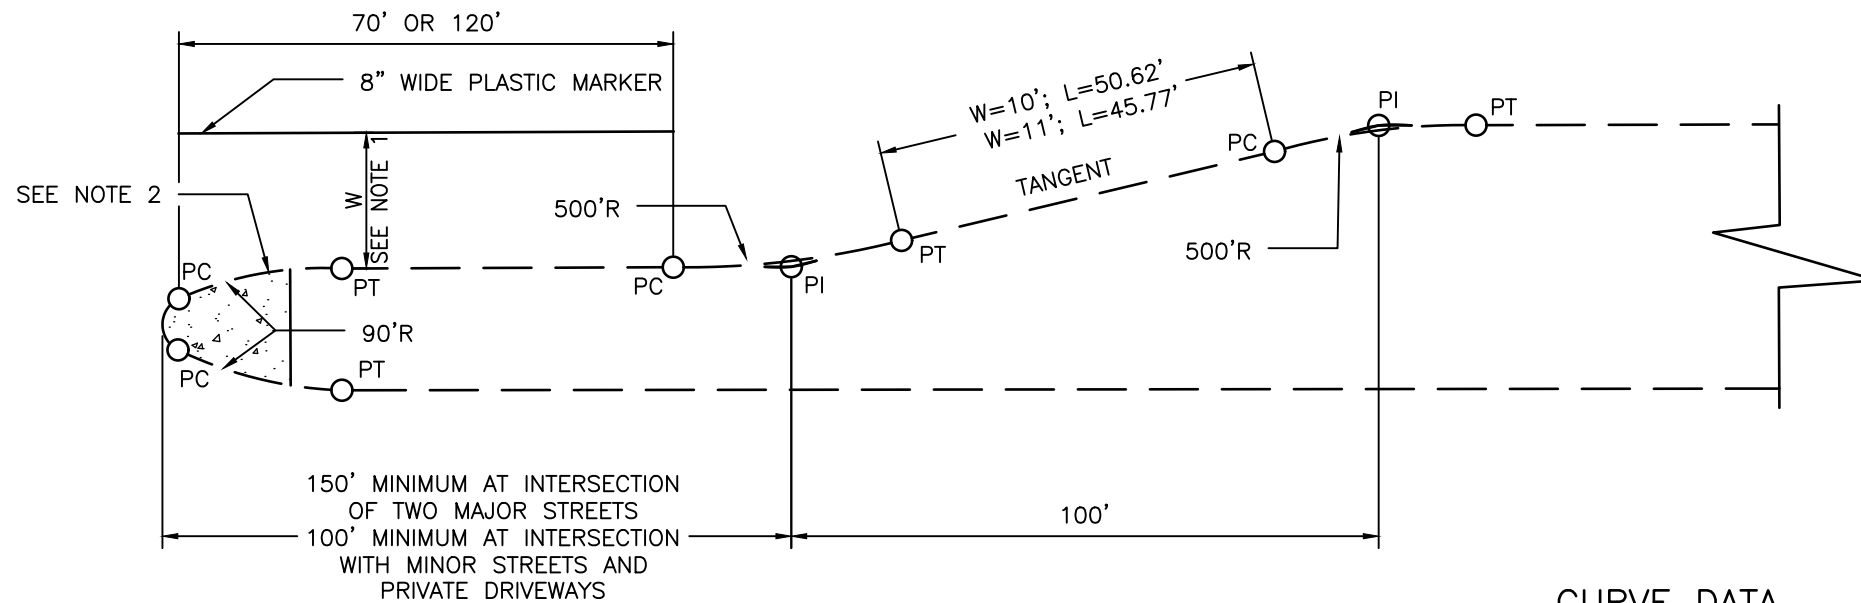 70' OR 120'
8" WIDE PLASTIC MARKER
W=10'; L=50.62'
W=11'; L=45.77'
PI
PT
PC
TANGENT
SEE NOTE 2
W
SEE NOTE 1
500'R
PT
500'R
PC
PT
PC
PI
90'R
PC
PT
150' MINIMUM AT INTERSECTION
OF TWO MAJOR STREETS
100' MINIMUM AT INTERSECTION
WITH MINOR STREETS AND
PRIVATE DRIVEWAYS
100'
CURVE DATA